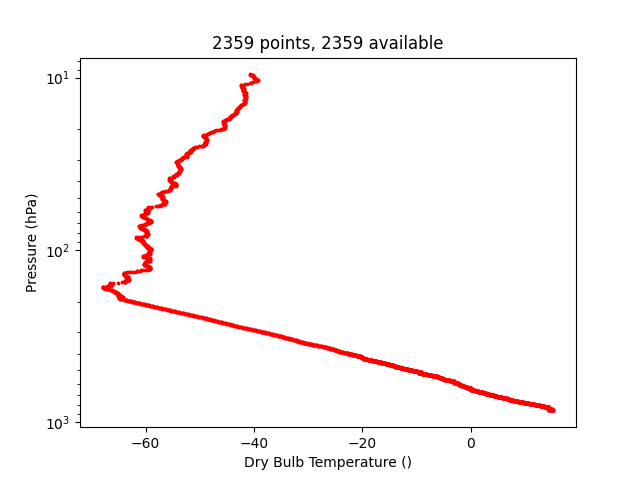 2359 points, 2359 available
10¹
10²
10³
Pressure (hPa)
−60
−40
−20
0
Dry Bulb Temperature ()